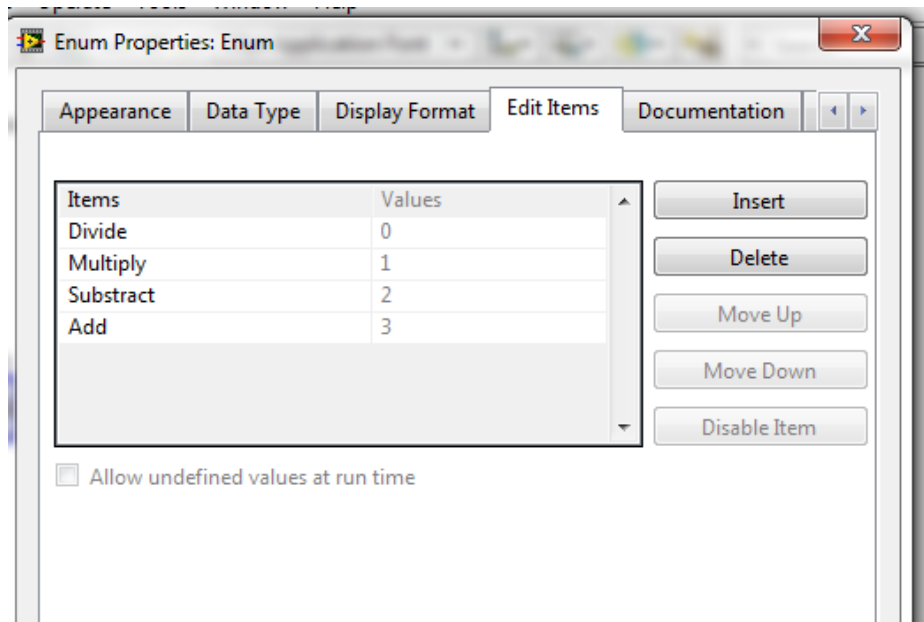 Enum Properties: Enum
Appearance Data Type Display Format Edit Items Documentation
Items Values Insert
Divide 0
Multiply 1 Delete
Substract 2
Add 3 Move Up
Move Down
Disable Item
Allow undefined values at run time